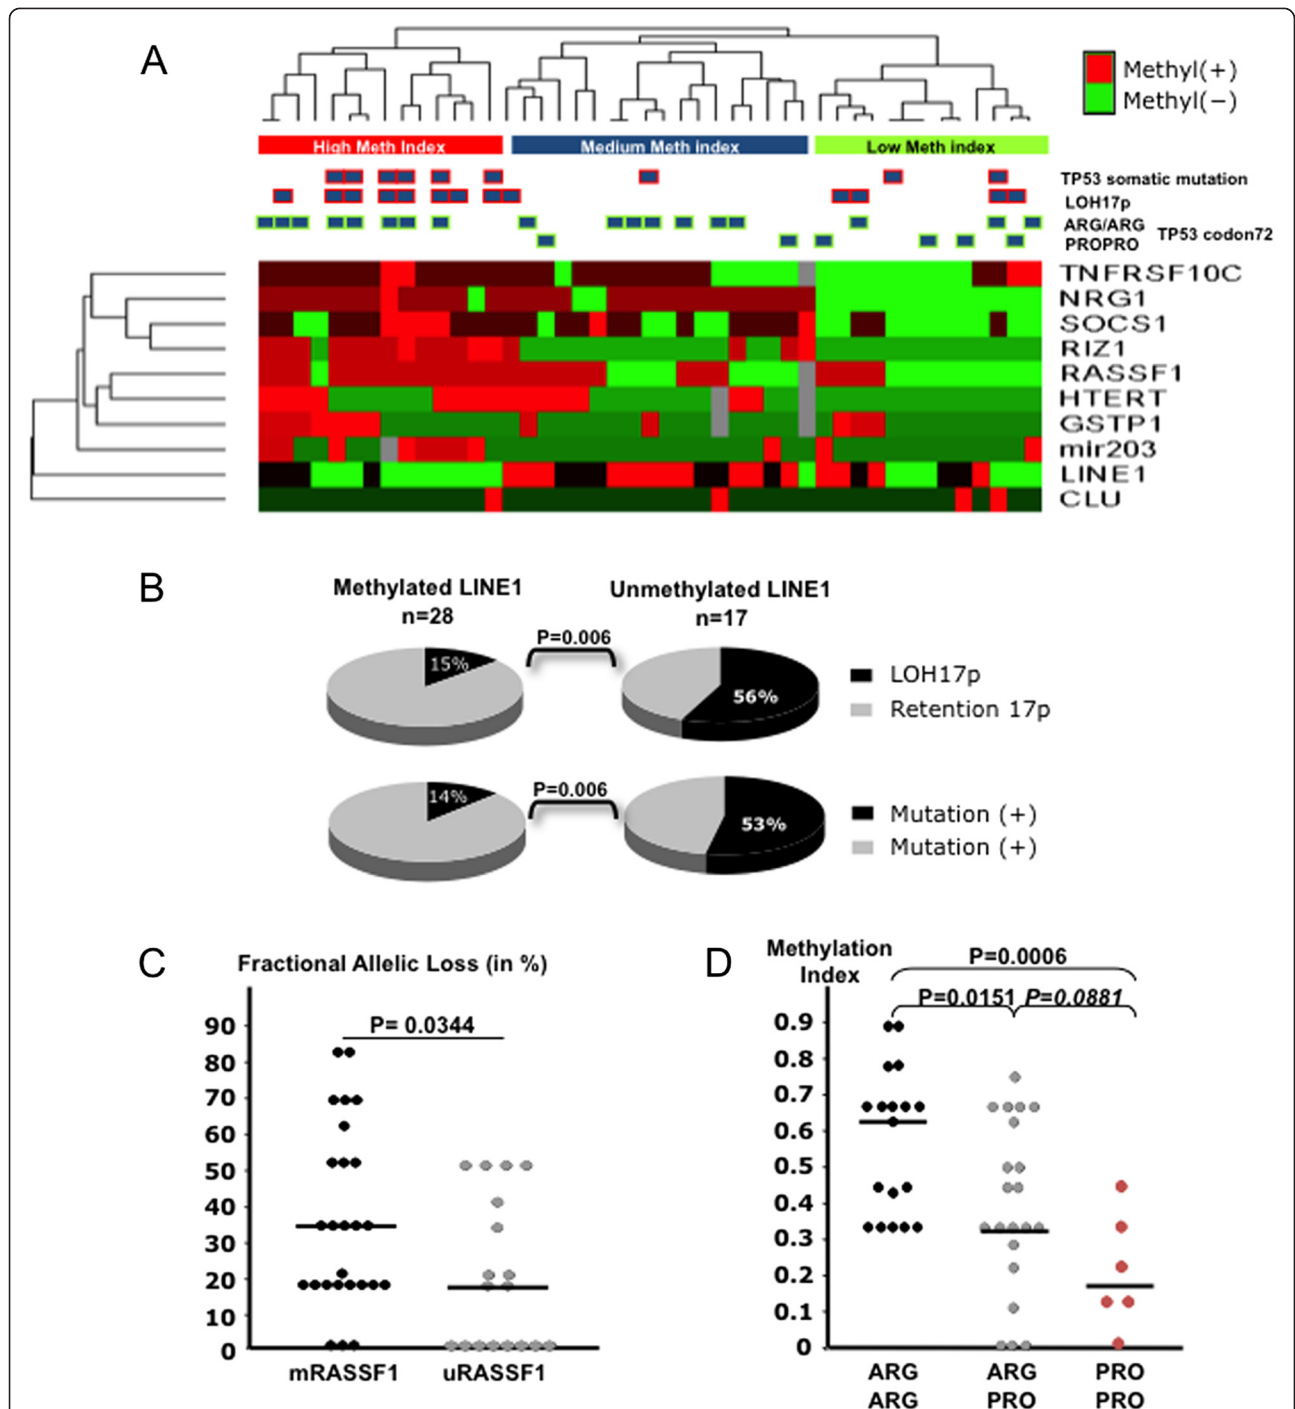 A
Methyl(+)
Methyl(−)
High Meth Index
Medium Meth index
Low Meth index
TP53 somatic mutation
LOH17p
ARG/ARG
PROPRO
TP53 codon72
TNFRSF10C
NRG1
SOCS1
RIZ1
RASSF1
HTERT
GSTP1
mir203
LINE1
CLU
B
Methylated LINE1
n=28
Unmethylated LINE1
n=17
P=0.006
15%
56%
LOH17p
Retention 17p
P=0.006
14%
53%
Mutation (+)
Mutation (+)
C
Fractional Allelic Loss (in %)
P= 0.0344
90
80
70
60
50
40
30
20
10
0
mRASSF1
uRASSF1
D
Methylation
Index
P=0.0006
P=0.0151
P=0.0881
0.9
0.8
0.7
0.6
0.5
0.4
0.3
0.2
0.1
0
ARG
ARG
ARG
PRO
PRO
PRO